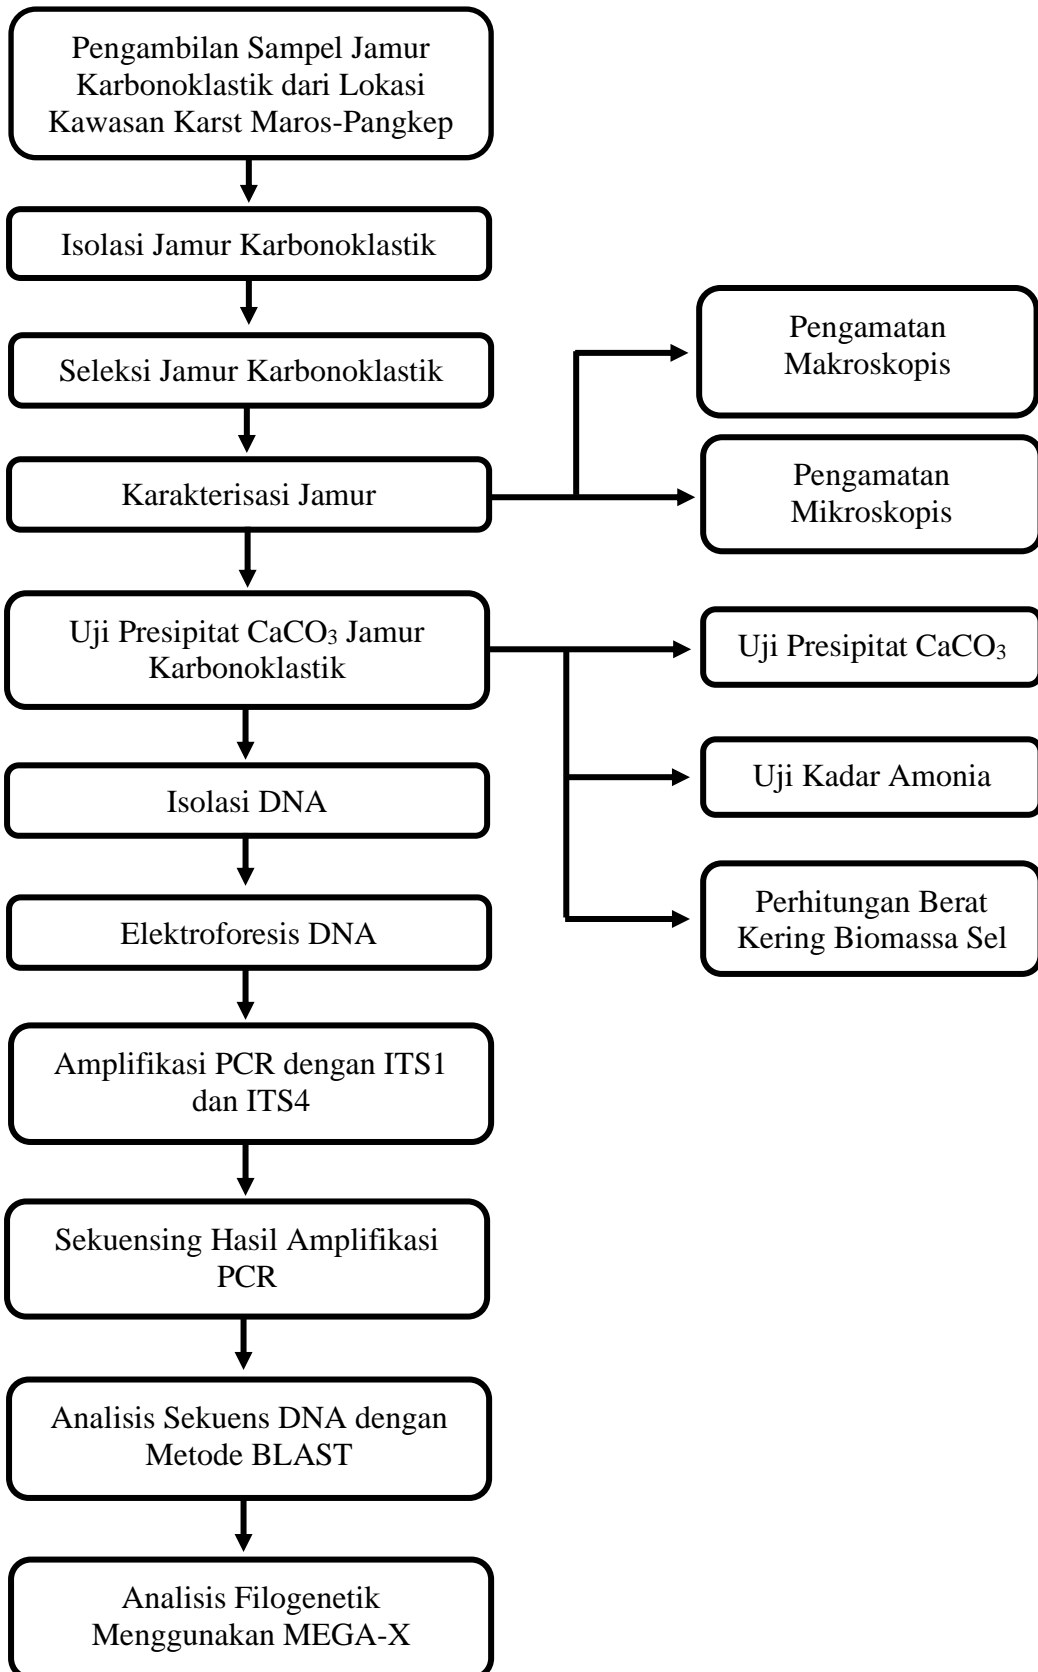 Pengambilan Sampel Jamur
Karbonoklastik dari Lokasi
Kawasan Karst Maros-Pangkep
Isolasi Jamur Karbonoklastik
Seleksi Jamur Karbonoklastik
Karakterisasi Jamur
Pengamatan
Makroskopis
Pengamatan
Mikroskopis
Uji Presipitat CaCO₃ Jamur
Karbonoklastik
Uji Presipitat CaCO₃
Uji Kadar Amonia
Perhitungan Berat
Kering Biomassa Sel
Isolasi DNA
Elektroforesis DNA
Amplifikasi PCR dengan ITS1
dan ITS4
Sekuensing Hasil Amplifikasi
PCR
Analisis Sekuens DNA dengan
Metode BLAST
Analisis Filogenetik
Menggunakan MEGA-X